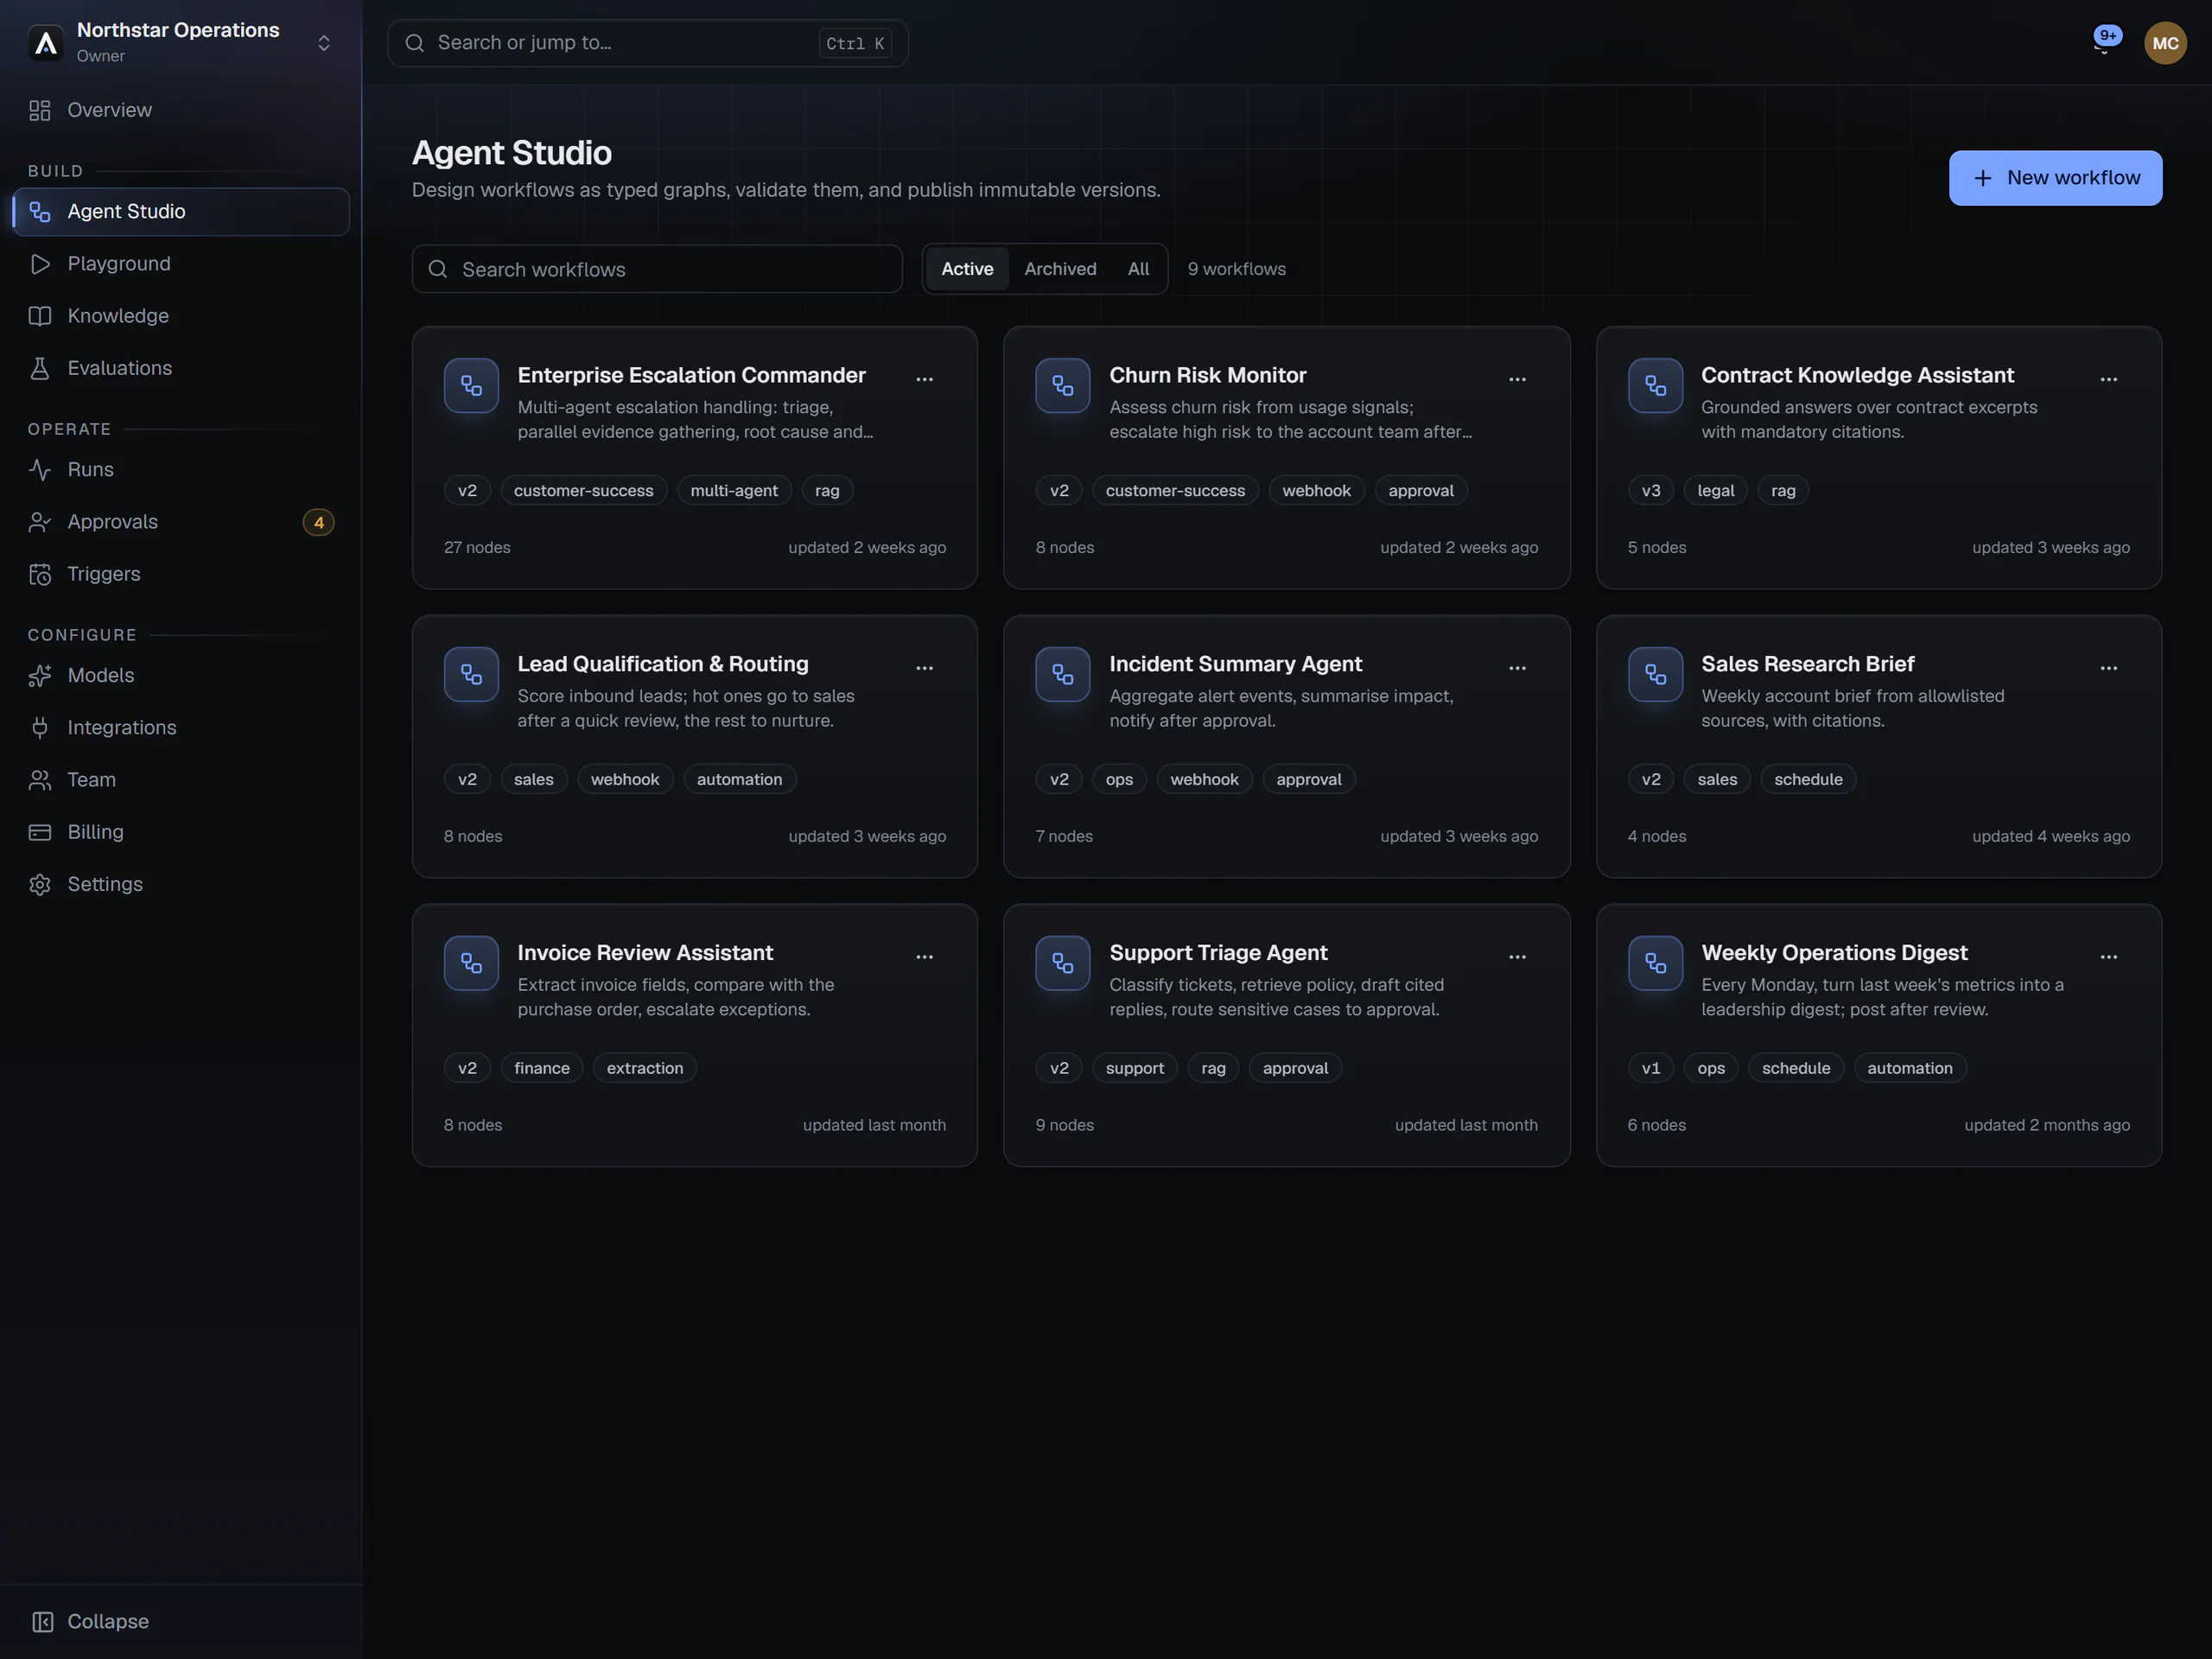 Northstar Operations
Owner
Search or jump to...
Ctrl K
9+
MC
Overview
BUILD
Agent Studio
Playground
Knowledge
Evaluations
OPERATE
Runs
Approvals
4
Triggers
CONFIGURE
Models
Integrations
Team
Billing
Settings
Collapse
Agent Studio
Design workflows as typed graphs, validate them, and publish immutable versions.
New workflow
Search workflows
Active Archived All
9 workflows
Enterprise Escalation Commander
Multi-agent escalation handling: triage,
parallel evidence gathering, root cause and...
v2 customer-success multi-agent rag
27 nodes
updated 2 weeks ago
Churn Risk Monitor
Assess churn risk from usage signals;
escalate high risk to the account team after...
v2 customer-success webhook approval
8 nodes
updated 2 weeks ago
Contract Knowledge Assistant
Grounded answers over contract excerpts
with mandatory citations.
v3 legal rag
5 nodes
updated 3 weeks ago
Lead Qualification & Routing
Score inbound leads; hot ones go to sales
after a quick review, the rest to nurture.
v2 sales webhook automation
8 nodes
updated 3 weeks ago
Incident Summary Agent
Aggregate alert events, summarise impact,
notify after approval.
v2 ops webhook approval
7 nodes
updated 3 weeks ago
Sales Research Brief
Weekly account brief from allowlisted
sources, with citations.
v2 sales schedule
4 nodes
updated 4 weeks ago
Invoice Review Assistant
Extract invoice fields, compare with the
purchase order, escalate exceptions.
v2 finance extraction
8 nodes
updated last month
Support Triage Agent
Classify tickets, retrieve policy, draft cited
replies, route sensitive cases to approval.
v2 support rag approval
9 nodes
updated last month
Weekly Operations Digest
Every Monday, turn last week's metrics into a
leadership digest; post after review.
v1 ops schedule automation
6 nodes
updated 2 months ago